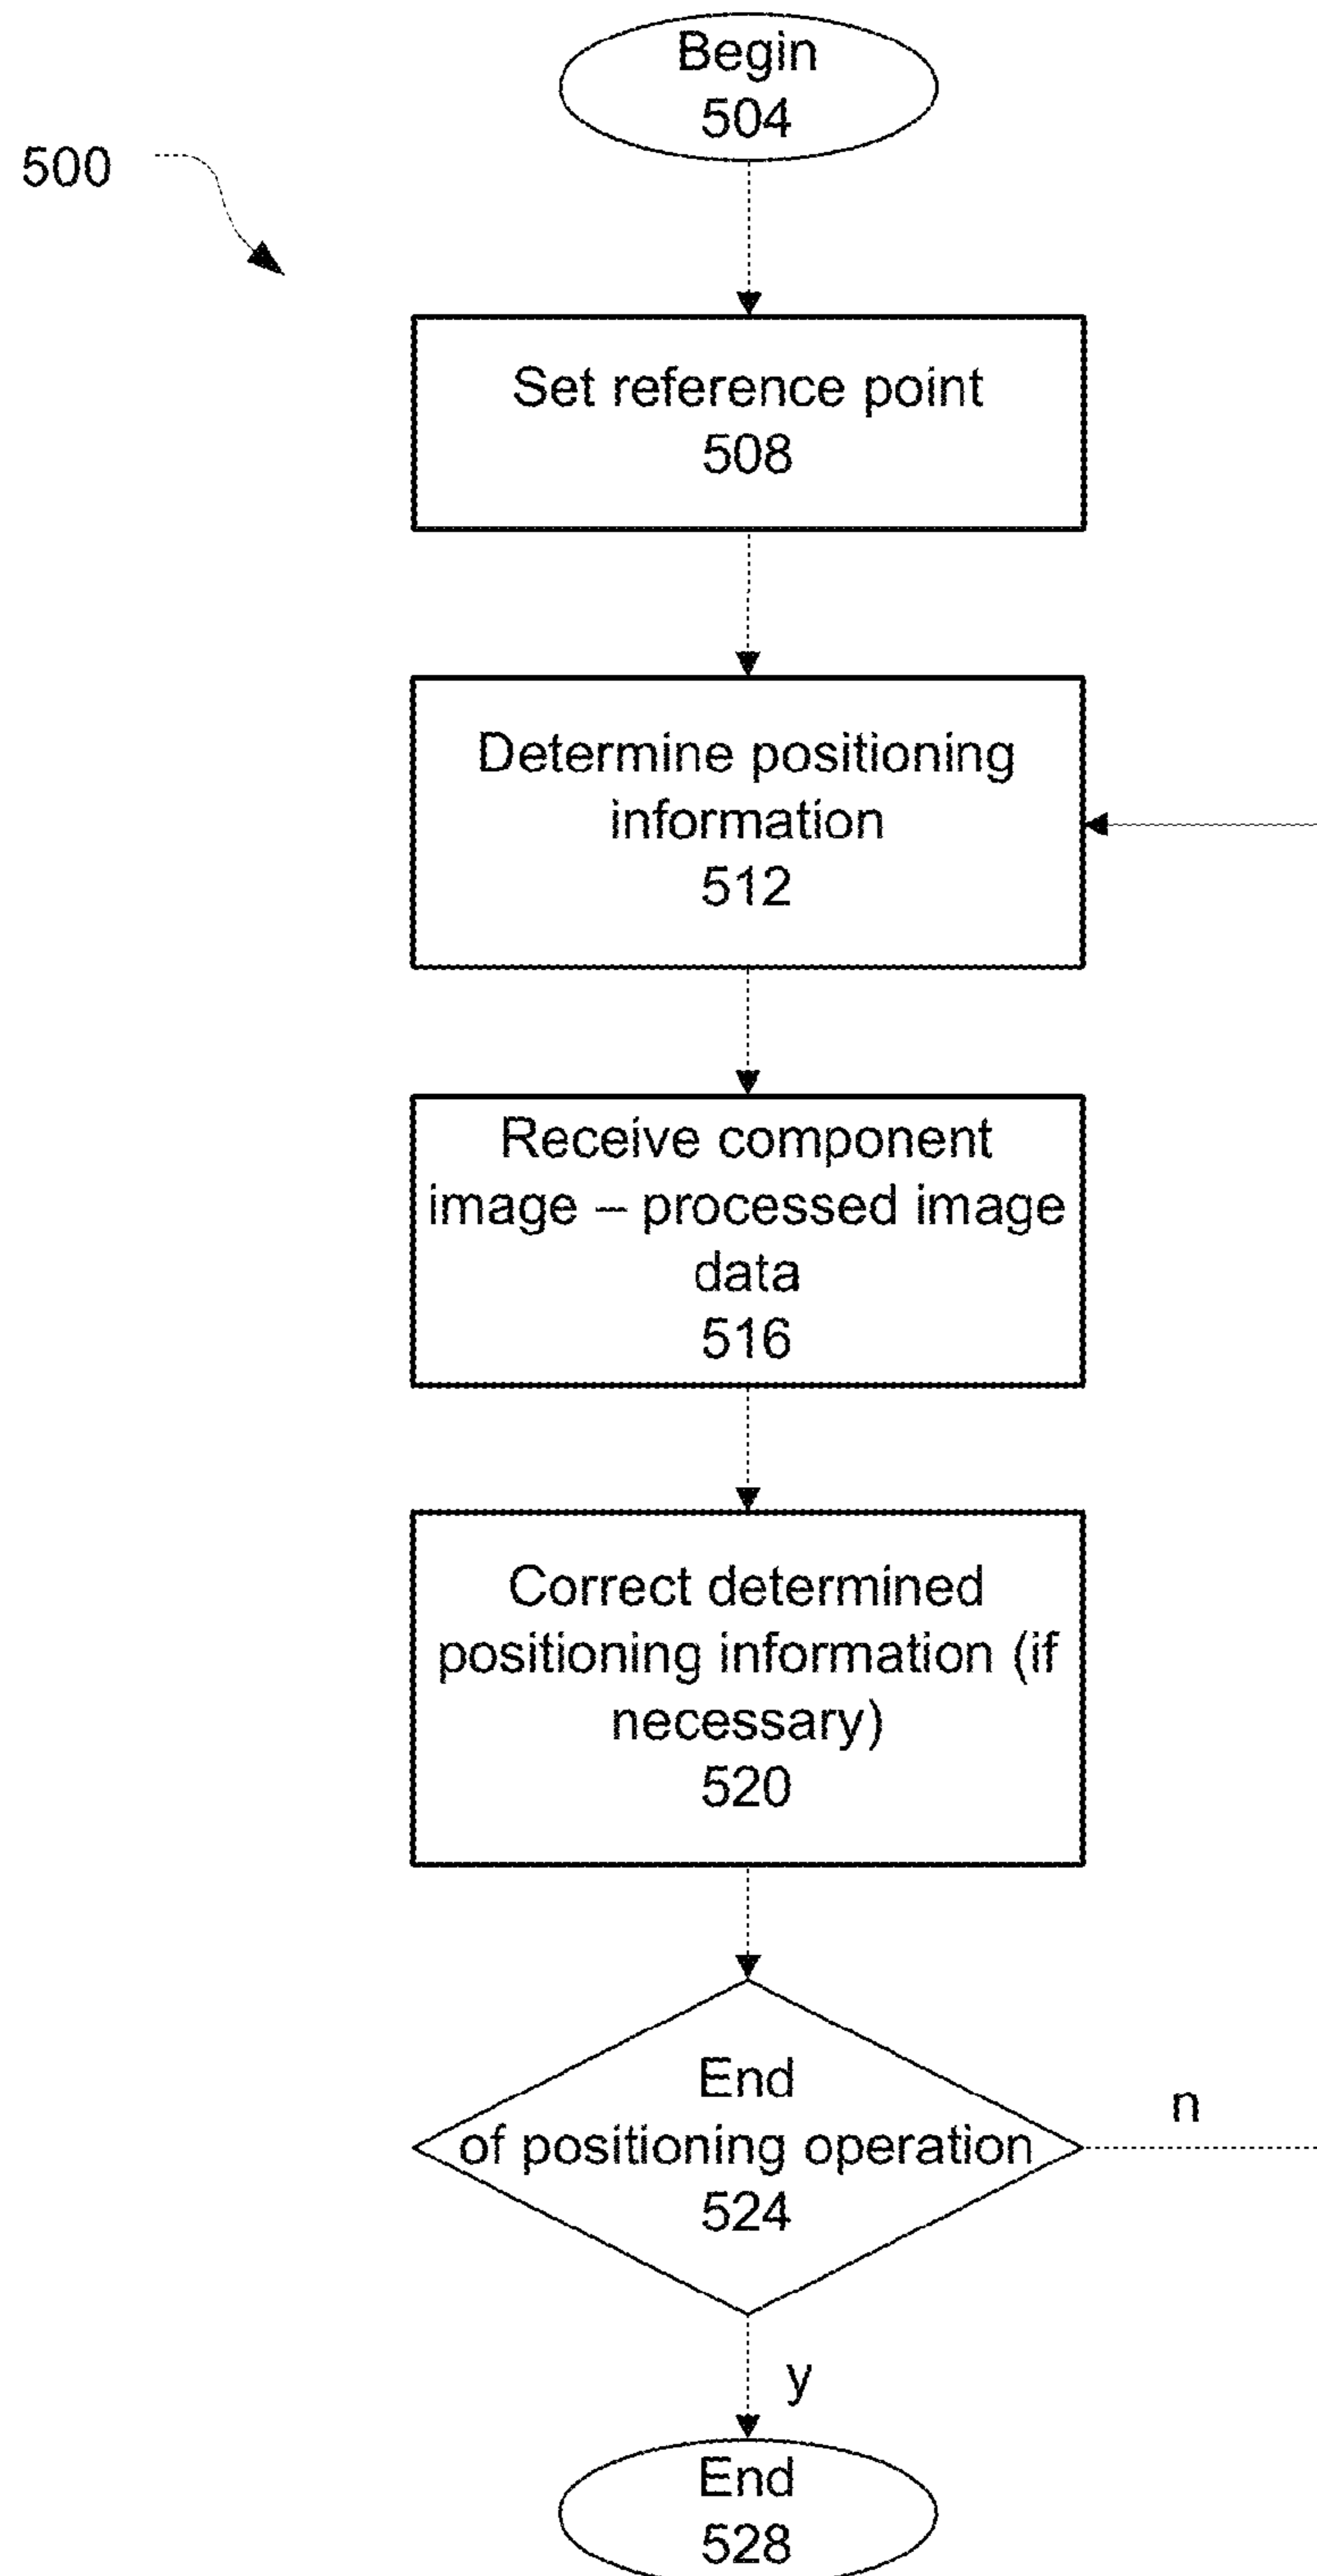 Begin
504
500
Set reference point
508
Determine positioning
information
512
Receive component
image – processed image
data
516
Correct determined
positioning information (if
necessary)
520
End
of positioning operation
524
n
y
End
528